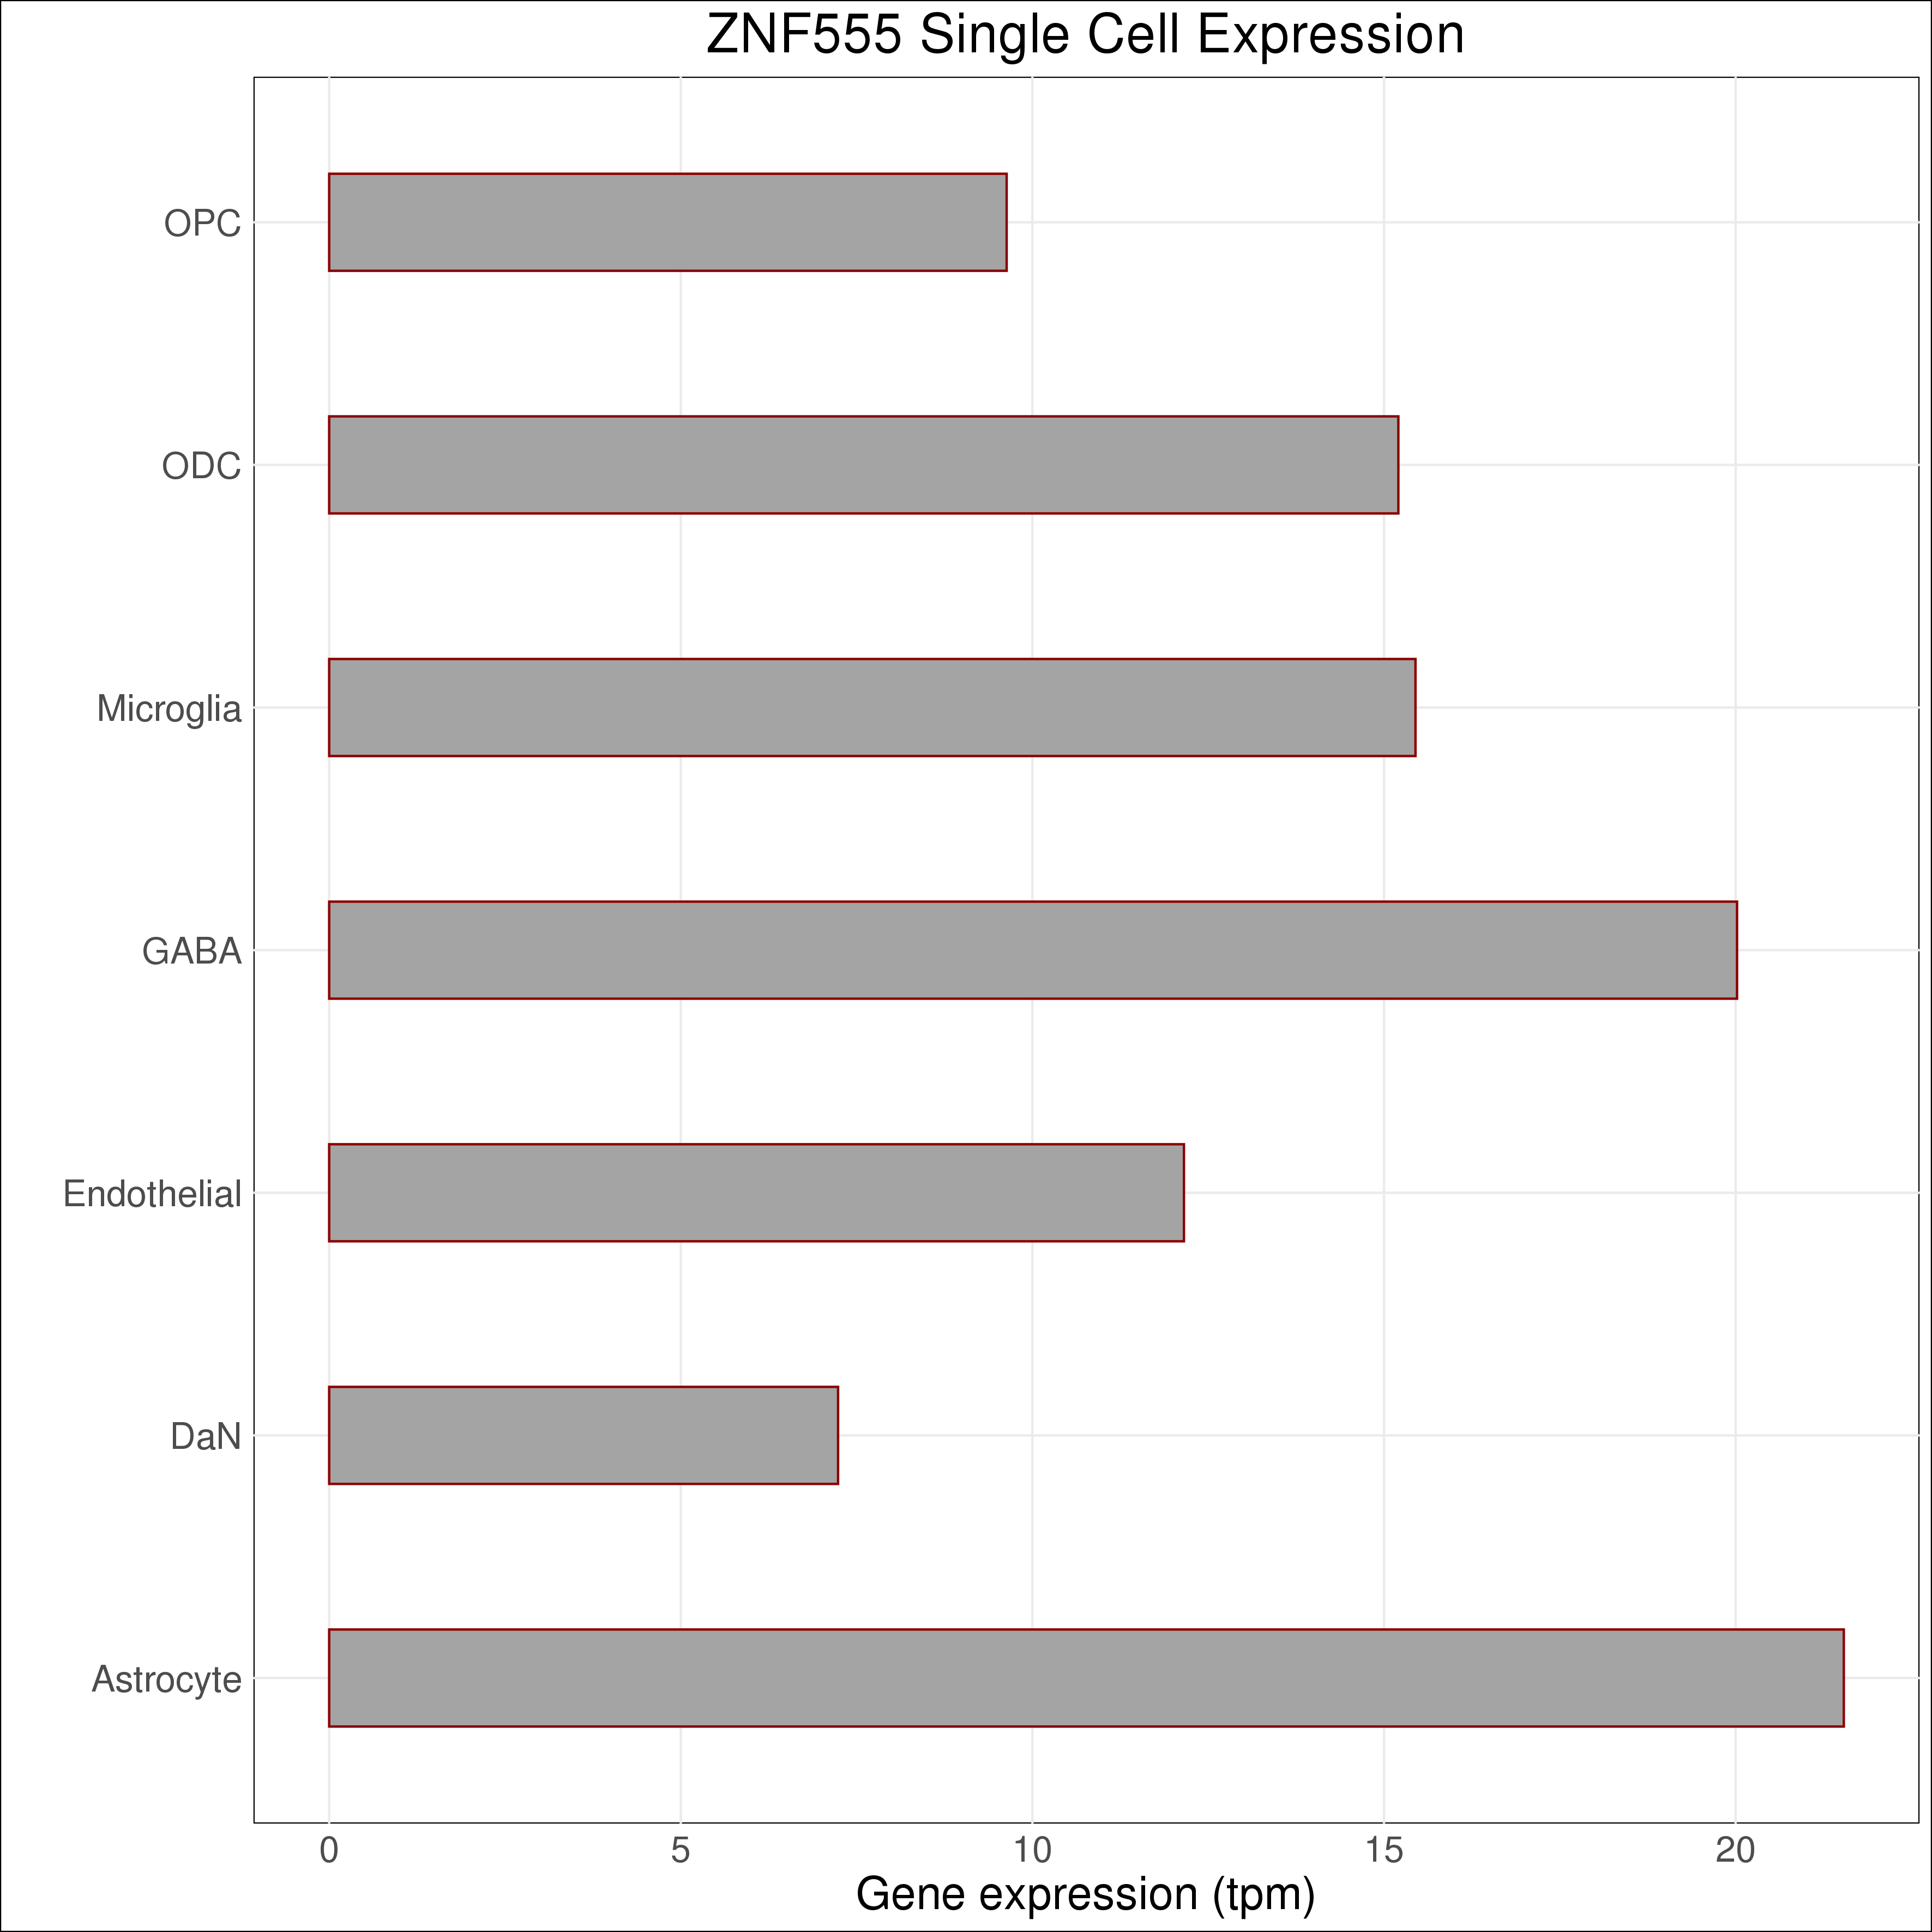 ZNF555 Single Cell Expression
OPC
ODC
Microglia
GABA
Endothelial
DaN
Astrocyte
0 5 10 15 20
Gene expression (tpm)